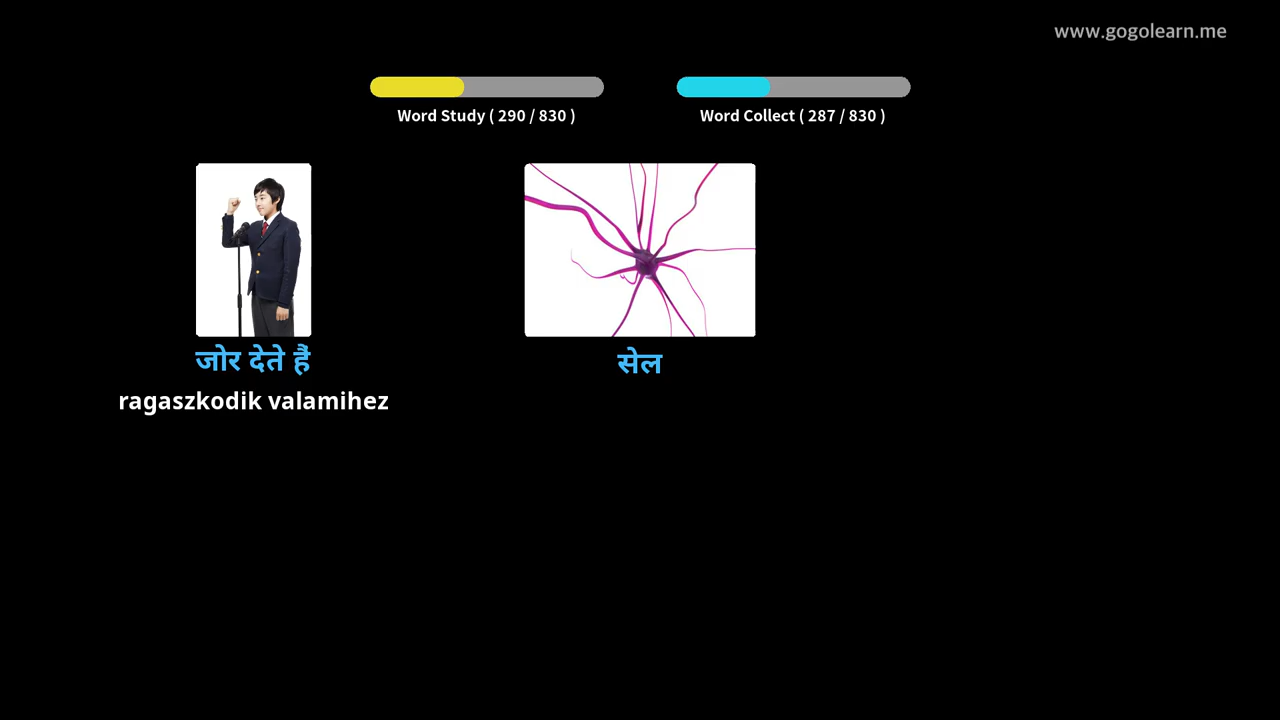 www.gogolearn.me
Word Study ( 290 / 830 )
Word Collect ( 287 / 830 )
जोर देते हैं
सेल
ragaszkodik valamihez